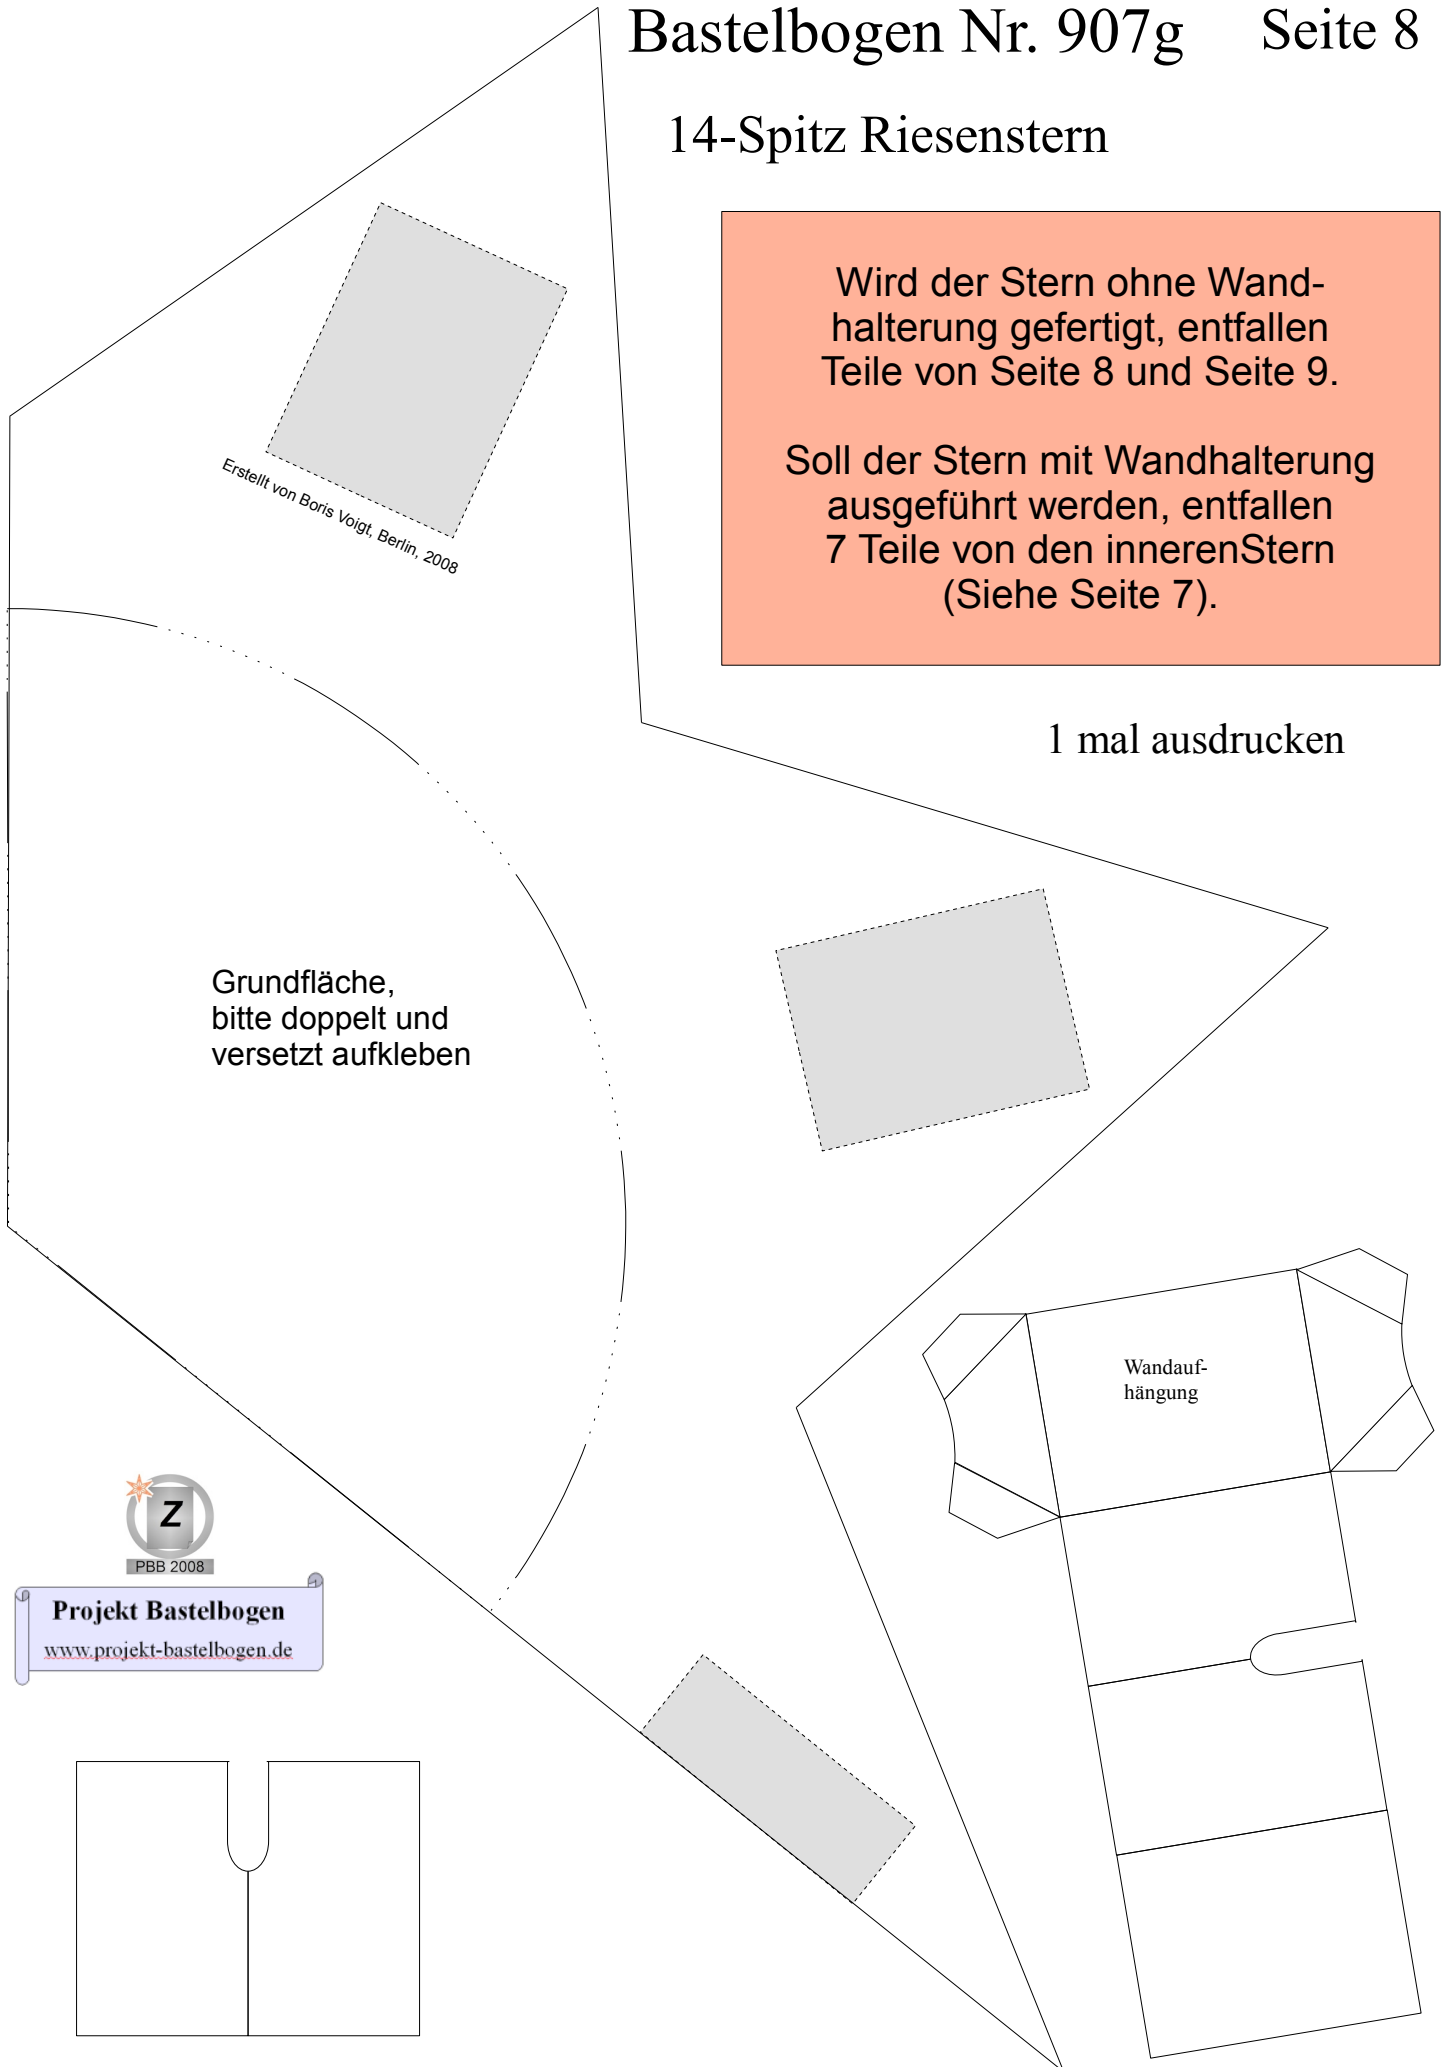 Bastelbogen Nr. 907g Seite 8
14-Spitz Riesenstern
Wird der Stern ohne Wand-
halterung gefertigt, entfallen
Teile von Seite 8 und Seite 9.
Soll der Stern mit Wandhalterung
ausgeführt werden, entfallen
7 Teile von den innerenStern
(Siehe Seite 7).
Erstellt von Boris Voigt, Berlin, 2008
1 mal ausdrucken
Grundfläche,
bitte doppelt und
versetzt aufkleben
Wandauf-
hängung
Z
PBB 2008
Projekt Bastelbogen
www.projekt-bastelbogen.de